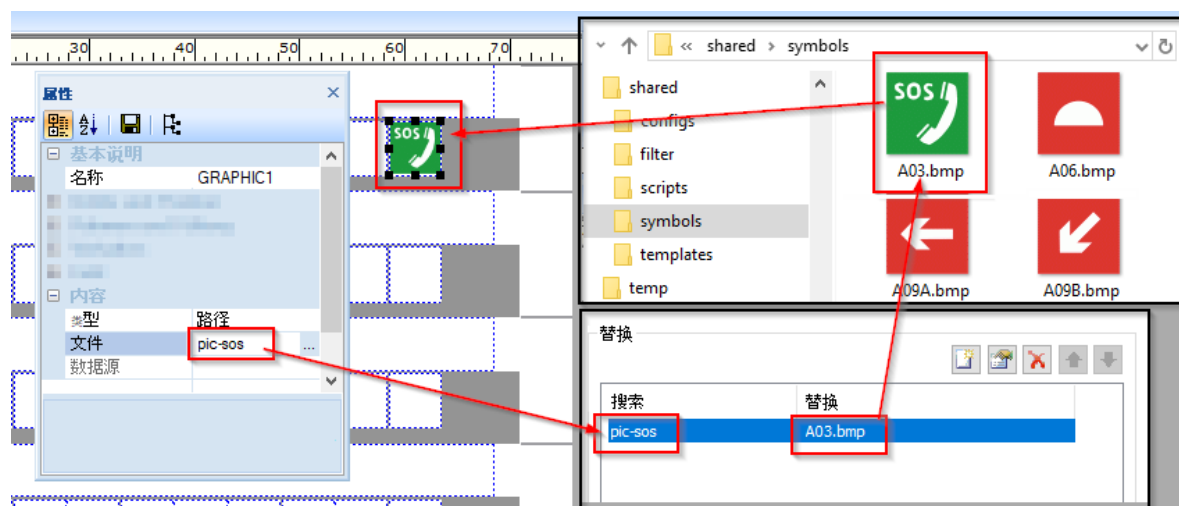 30 40 50 60 70
属性
基本说明
名称 GRAPHIC1
内容
类型 路径
文件 pic-sos ...
数据源
SOS
« shared › symbols
shared
configs
filter
scripts
symbols
templates
temp
SOS
A03.bmp A06.bmp
A09A.bmp A09B.bmp
替换
搜索 替换
pic-sos A03.bmp